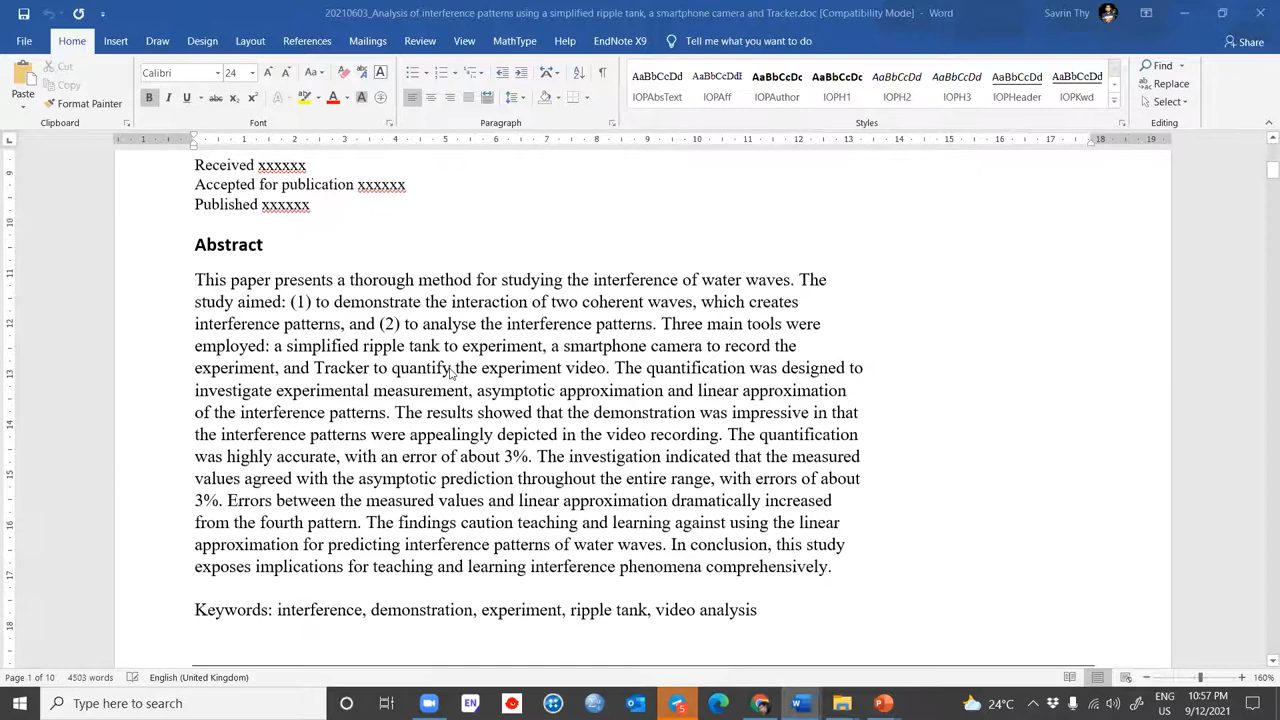 20210603_Analysis of interference patterns using a simplified ripple tank, a smartphone camera and Tracker.doc [Compatibility Mode] - Word
Savrin Thy
File Home Insert Draw Design Layout References Mailings Review View MathType Help EndNote X9 Tell me what you want to do Share
Paste Cut Copy Format Painter
Calibri 24
AaBbCcDd AaBbCcDdE AaBbCcDc AaBbCcDc AaBbCcDd AaBbCcDd AaBbCcDd AaBbCcDd
IOPAbsText IOPAff IOPAuthor IOPH1 IOPH2 IOPH3 IOPHeader IOPKwd
Find Replace Select
Clipboard Font Paragraph Styles Editing
Received xxxxxx
Accepted for publication xxxxxx
Published xxxxxx
Abstract
This paper presents a thorough method for studying the interference of water waves. The
study aimed: (1) to demonstrate the interaction of two coherent waves, which creates
interference patterns, and (2) to analyse the interference patterns. Three main tools were
employed: a simplified ripple tank to experiment, a smartphone camera to record the
experiment, and Tracker to quantify the experiment video. The quantification was designed to
investigate experimental measurement, asymptotic approximation and linear approximation
of the interference patterns. The results showed that the demonstration was impressive in that
the interference patterns were appealingly depicted in the video recording. The quantification
was highly accurate, with an error of about 3%. The investigation indicated that the measured
values agreed with the asymptotic prediction throughout the entire range, with errors of about
3%. Errors between the measured values and linear approximation dramatically increased
from the fourth pattern. The findings caution teaching and learning against using the linear
approximation for predicting interference patterns of water waves. In conclusion, this study
exposes implications for teaching and learning interference phenomena comprehensively.
Keywords: interference, demonstration, experiment, ripple tank, video analysis
Page 1 of 10 4503 words English (United Kingdom) 160%
Type here to search
24°C ENG 10:57 PM
9/12/2021